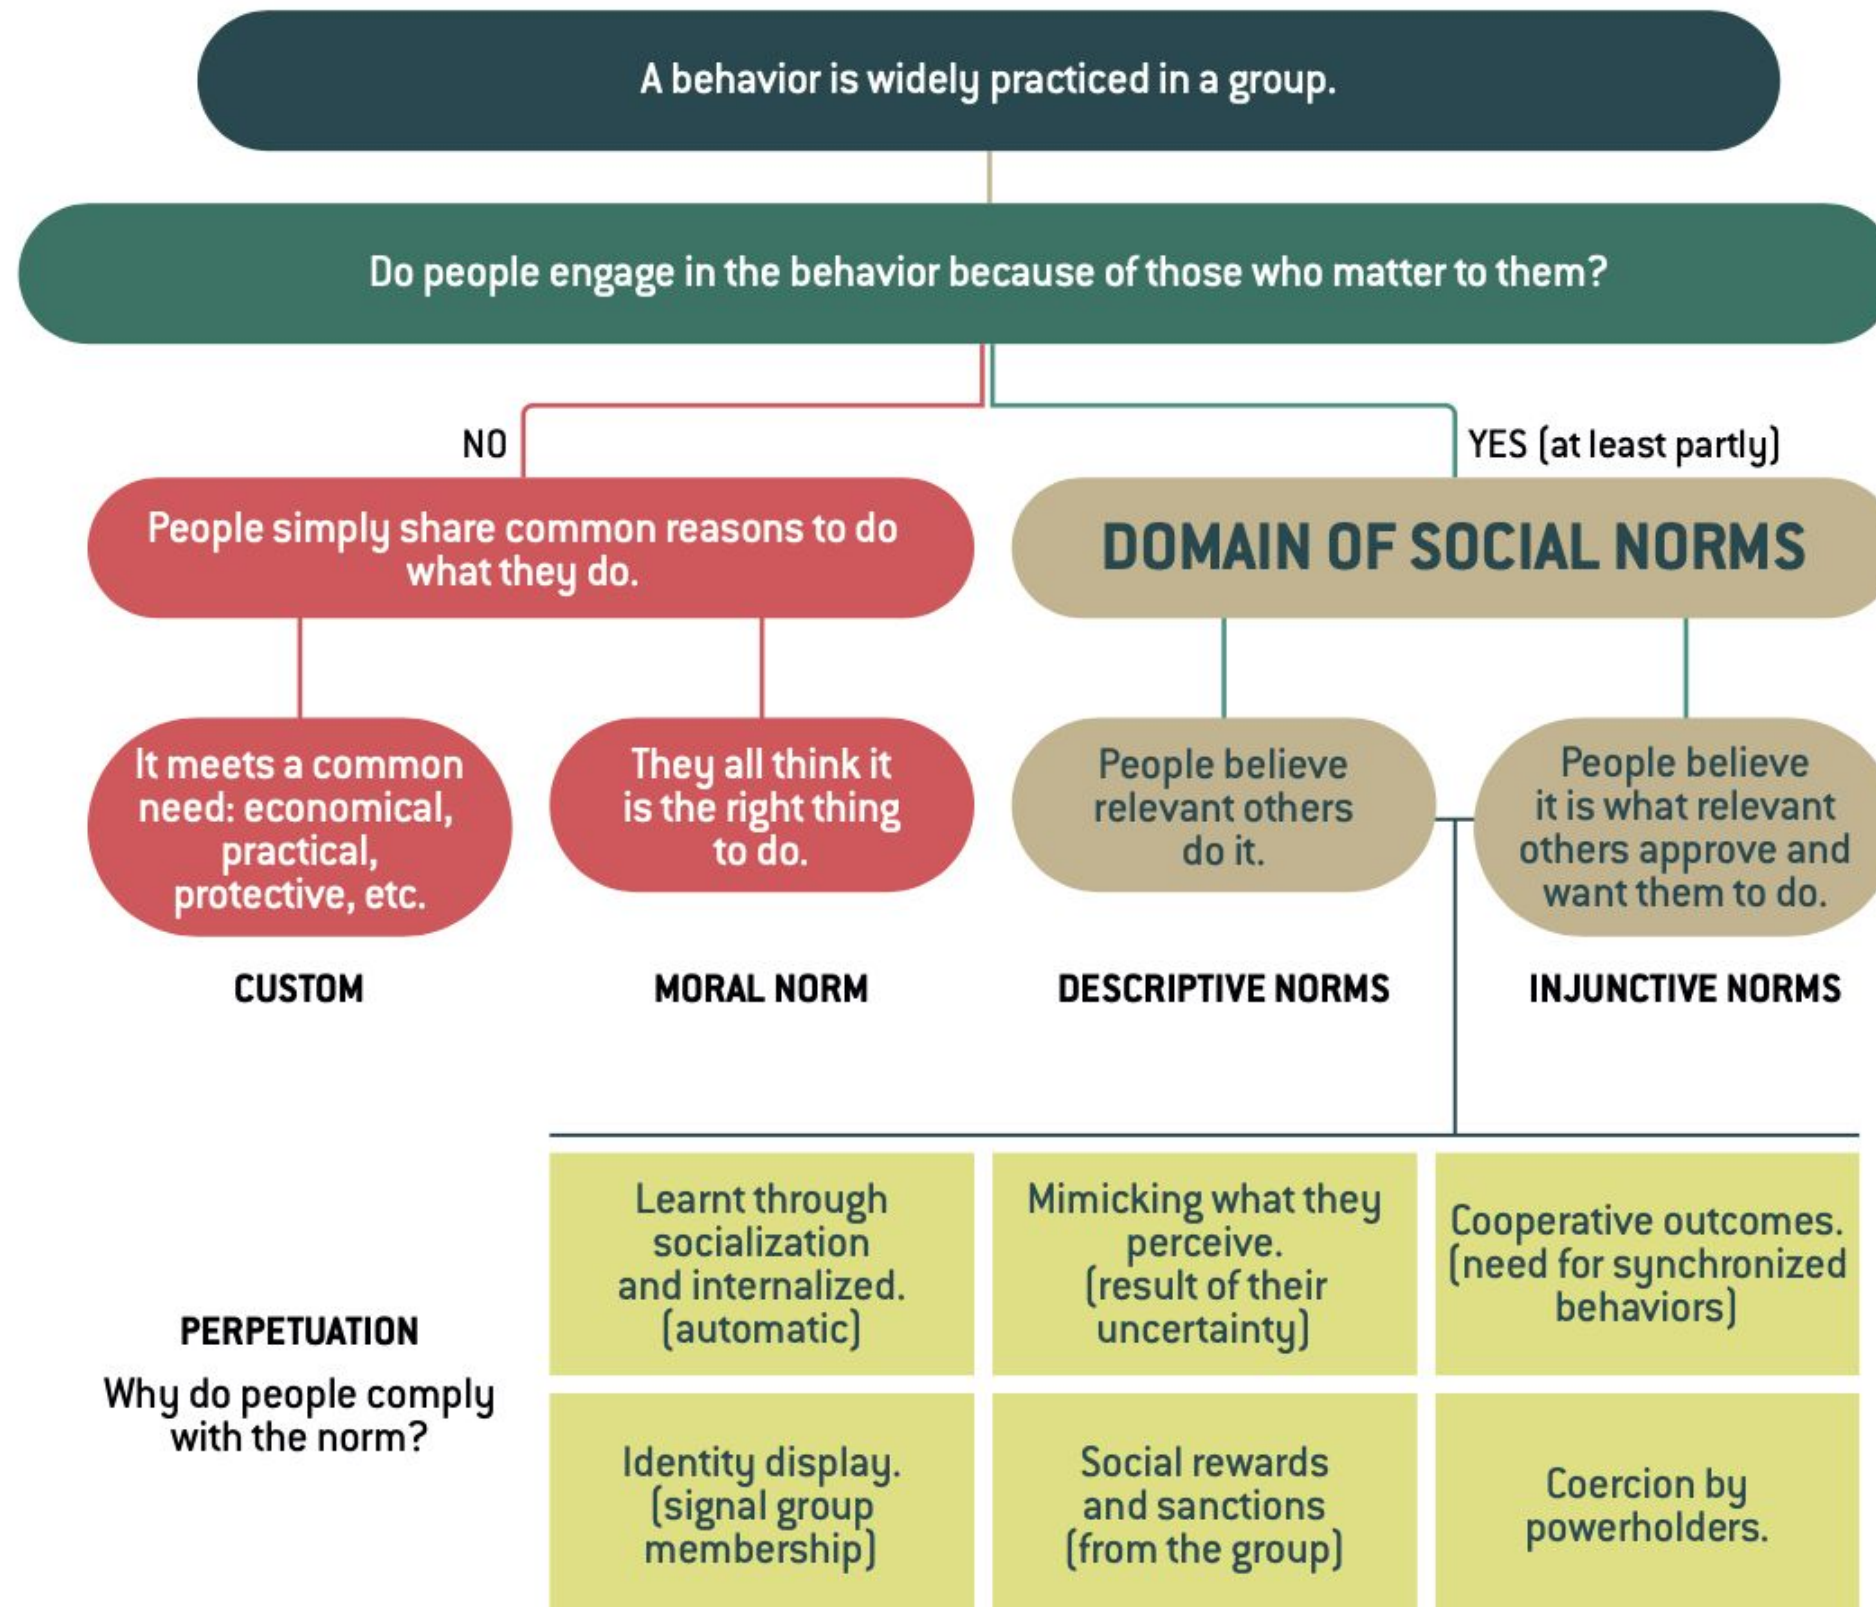 A behavior is widely practiced in a group.
Do people engage in the behavior because of those who matter to them?
NO
YES (at least partly)
People simply share common reasons to do
what they do.
DOMAIN OF SOCIAL NORMS
It meets a common
need: economical,
practical,
protective, etc.
They all think it
is the right thing
to do.
People believe
relevant others
do it.
People believe
it is what relevant
others approve and
want them to do.
CUSTOM
MORAL NORM
DESCRIPTIVE NORMS
INJUNCTIVE NORMS
PERPETUATION
Why do people comply
with the norm?
Learnt through
socialization
and internalized.
(automatic)
Mimicking what they
perceive.
(result of their
uncertainty)
Cooperative outcomes.
(need for synchronized
behaviors)
Identity display.
(signal group
membership)
Social rewards
and sanctions
(from the group)
Coercion by
powerholders.